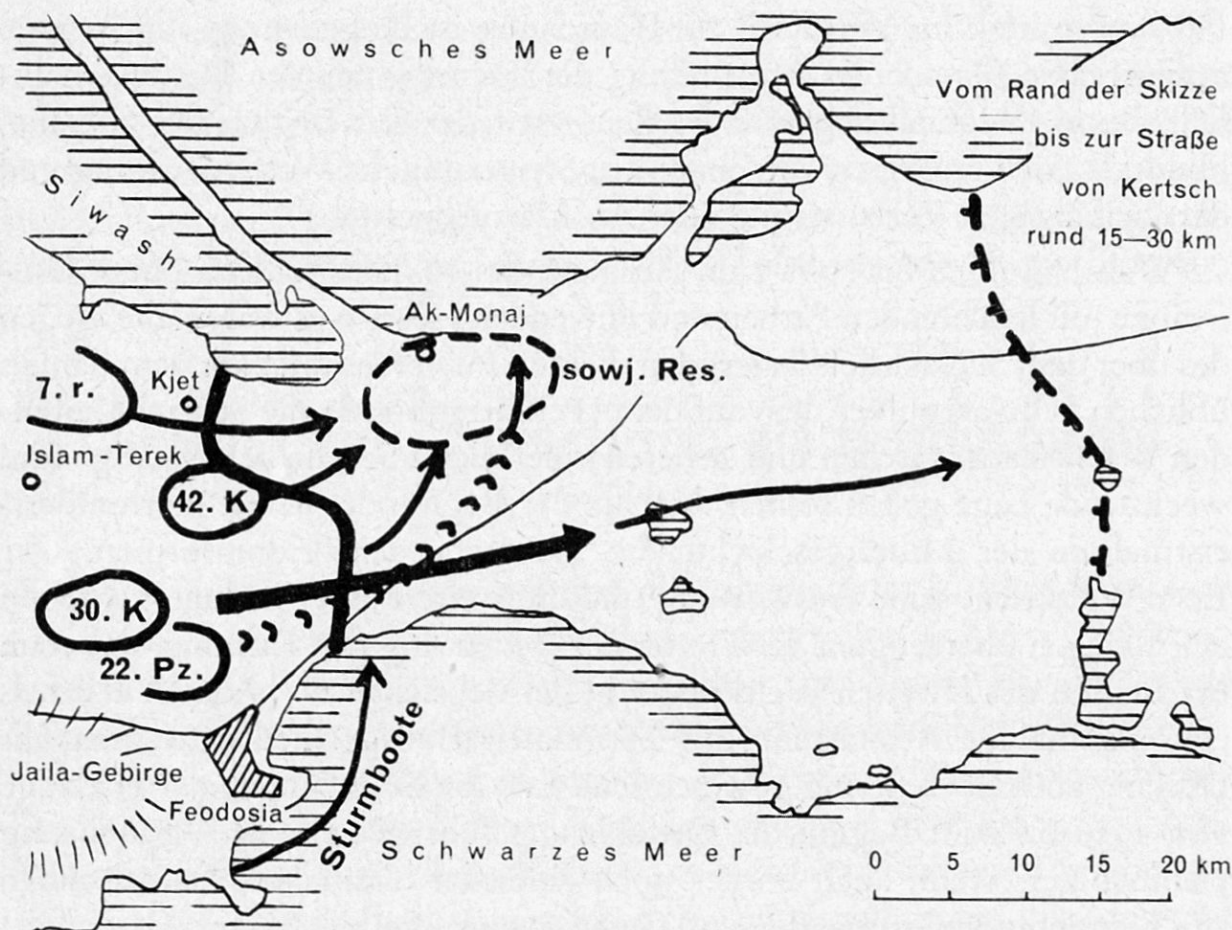 Asowsches Meer
Vom Rand der Skizze
bis zur Straße
von Kertsch
rund 15—30 km
Siwash
Ak-Monaj
sowj. Res.
7. r.
Kjet
Islam-Terek
42. K
30. K
22. Pz.
Jaila-Gebirge
Feodosia
Sturmboote
Schwarzes Meer
0 5 10 15 20 km